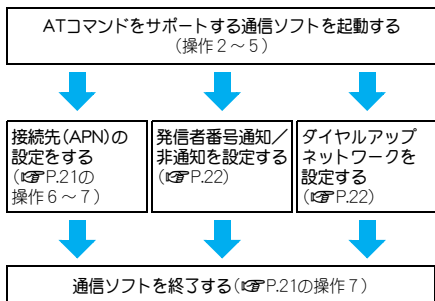 ATコマンドをサポートする通信ソフトを起動する
(操作2~5)
接続先(APN)の
設定をする
(☞P.21の
操作6~7)
発信者番号通知/
非通知を設定する
(☞P.22)
ダイヤルアップ
ネットワークを
設定する
(☞P.22)
通信ソフトを終了する(☞P.21の操作7)